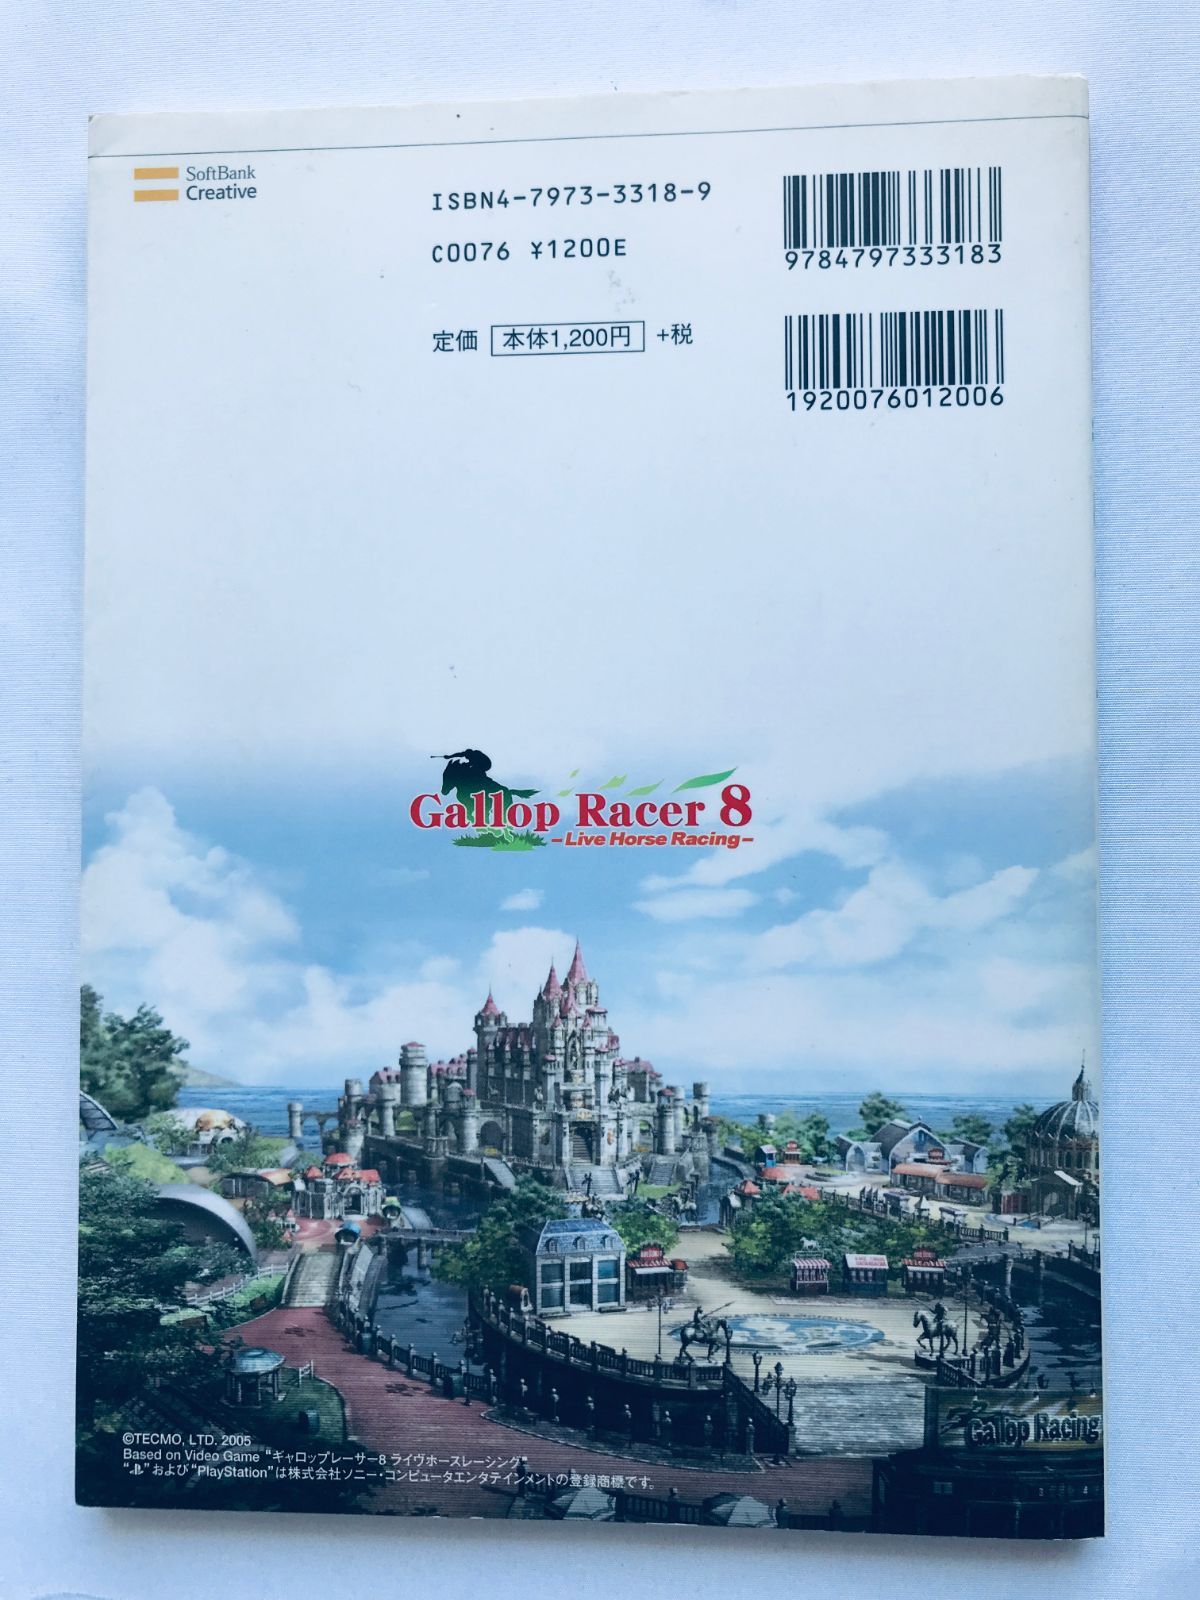 SoftBank
Creative
ISBN4-7973-3318-9
C0076 ¥1200E
9784797333183
定価 本体1,200円 +税
1920076012006
Gallop Racer 8
-Live Horse Racing-
Gallop Racing
©TECMO, LTD. 2005
Based on Video Game "ギャロップレーサー8 ライヴホースレーシング"
" "および"PlayStation"は株式会社ソニー・コンピュータエンタテインメントの登録商標です。